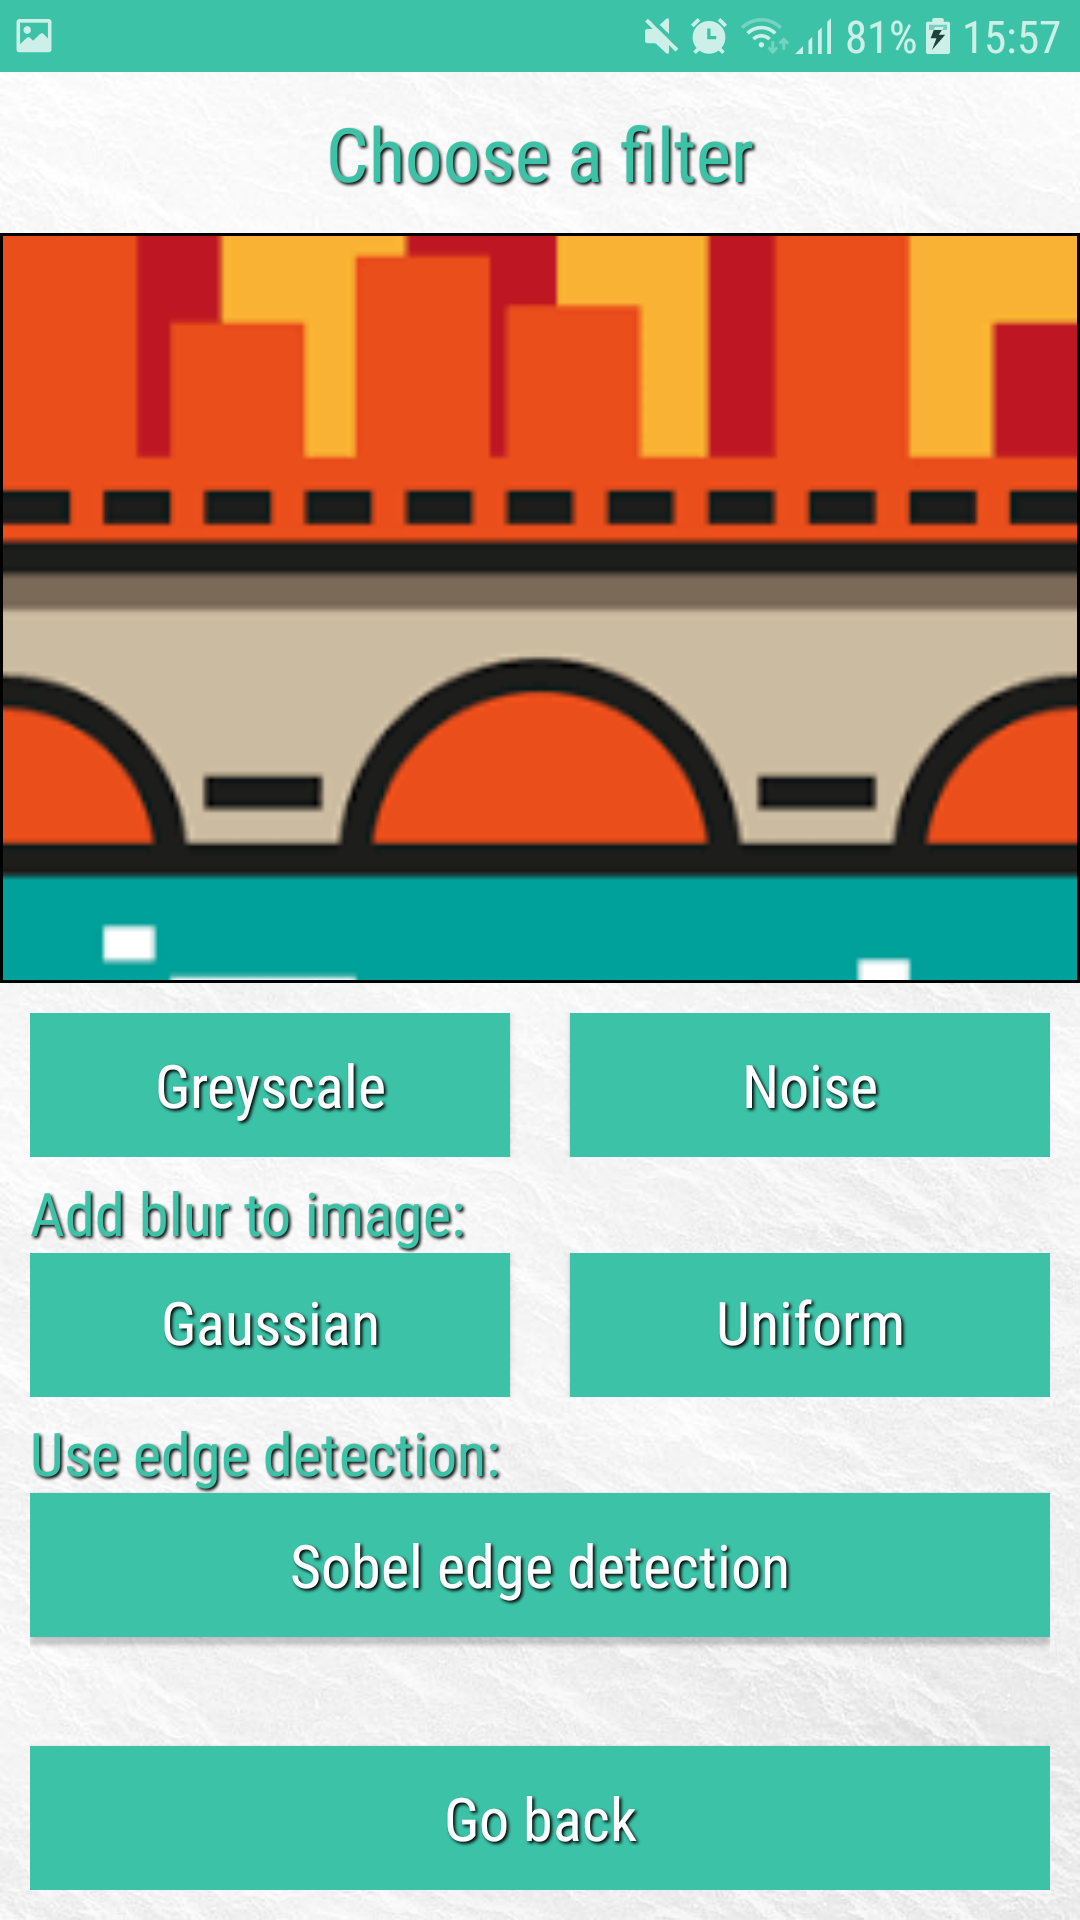 81% 15:57
Choose a filter
Greyscale
Noise
Add blur to image:
Gaussian
Uniform
Use edge detection:
Sobel edge detection
Go back